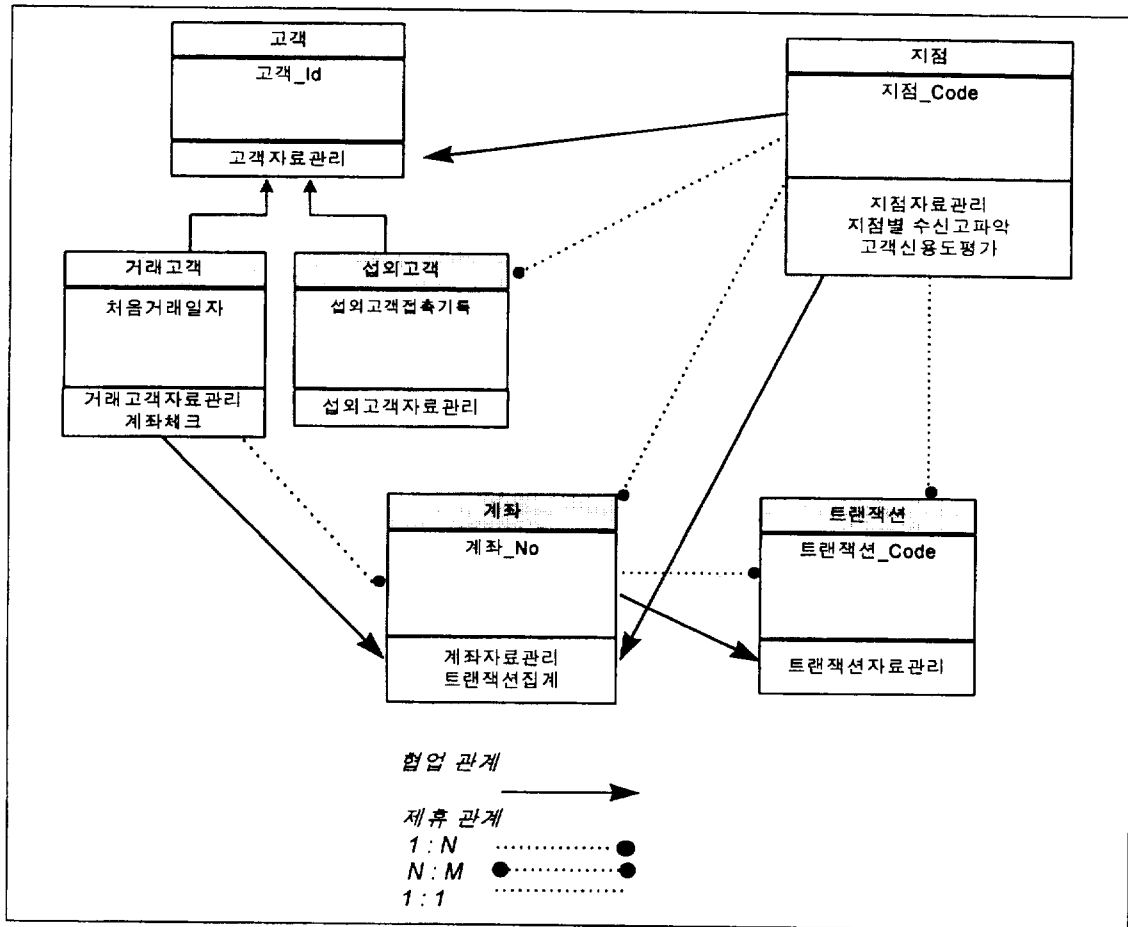 고객
고객_Id
고객자료관리
지점
지점_Code
지점자료관리
지점별 수신고파악
고객신용도평가
거래고객
처음거래일자
거래고객자료관리
계좌체크
섭외고객
섭외고객접촉기록
섭외고객자료관리
계좌
계좌_No
계좌자료관리
트랜잭션집계
트랜잭션
트랜잭션_Code
트랜잭션자료관리
협업 관계
제휴 관계
1 : N
N : M
1 : 1